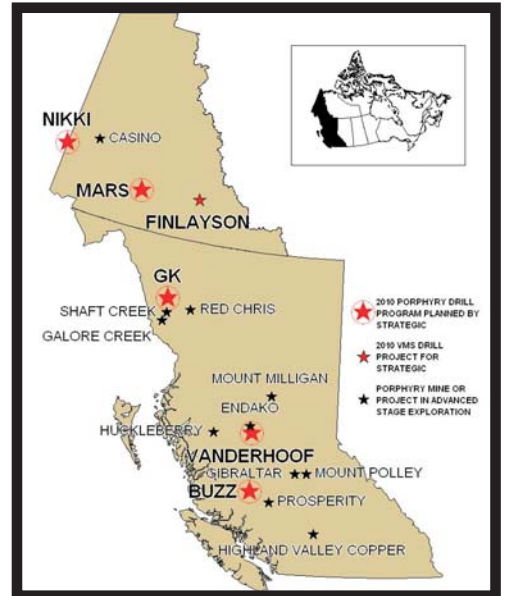 NIKKI
CASINO
MARS
FINLAYSON
GK
SHAFT CREEK
RED CHRIS
GALORE CREEK
2010 PORPHYRY DRILL
PROGRAM PLANNED BY
STRATEGIC
2010 VMS DRILL
PROJECT FOR
STRATEGIC
PORPHYRY MINE OR
PROJECT IN ADVANCED
STAGE EXPLORATION
MOUNT MILLIGAN
ENDAKO
HUCKLEBERRY
VANDERHOOF
GIBRALTAR
MOUNT POLLEY
BUZZ
PROSPERITY
HIGHLAND VALLEY COPPER